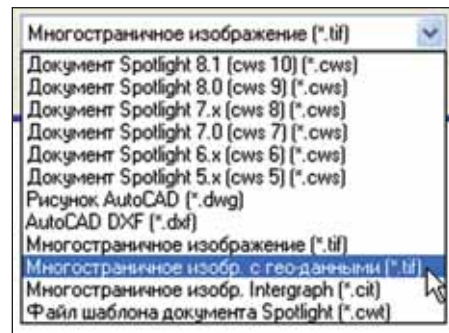 Многостраничное изображение (*.tif)
Документ Spotlight 8.1 (cws 10) (*.cws)
Документ Spotlight 8.0 (cws 9) (*.cws)
Документ Spotlight 7.x (cws 8) (*.cws)
Документ Spotlight 7.0 (cws 7) (*.cws)
Документ Spotlight 6.x (cws 6) (*.cws)
Документ Spotlight 5.x (cws 5) (*.cws)
Рисунок AutoCAD (*.dwg)
AutoCAD DXF (*.dxf)
Многостраничное изображение (*.tif)
Многостраничное изобр. с гео-данными (*.tif)
Многостраничное изобр. Intergraph (*.cit)
Файл шаблона документа Spotlight (*.cwt)